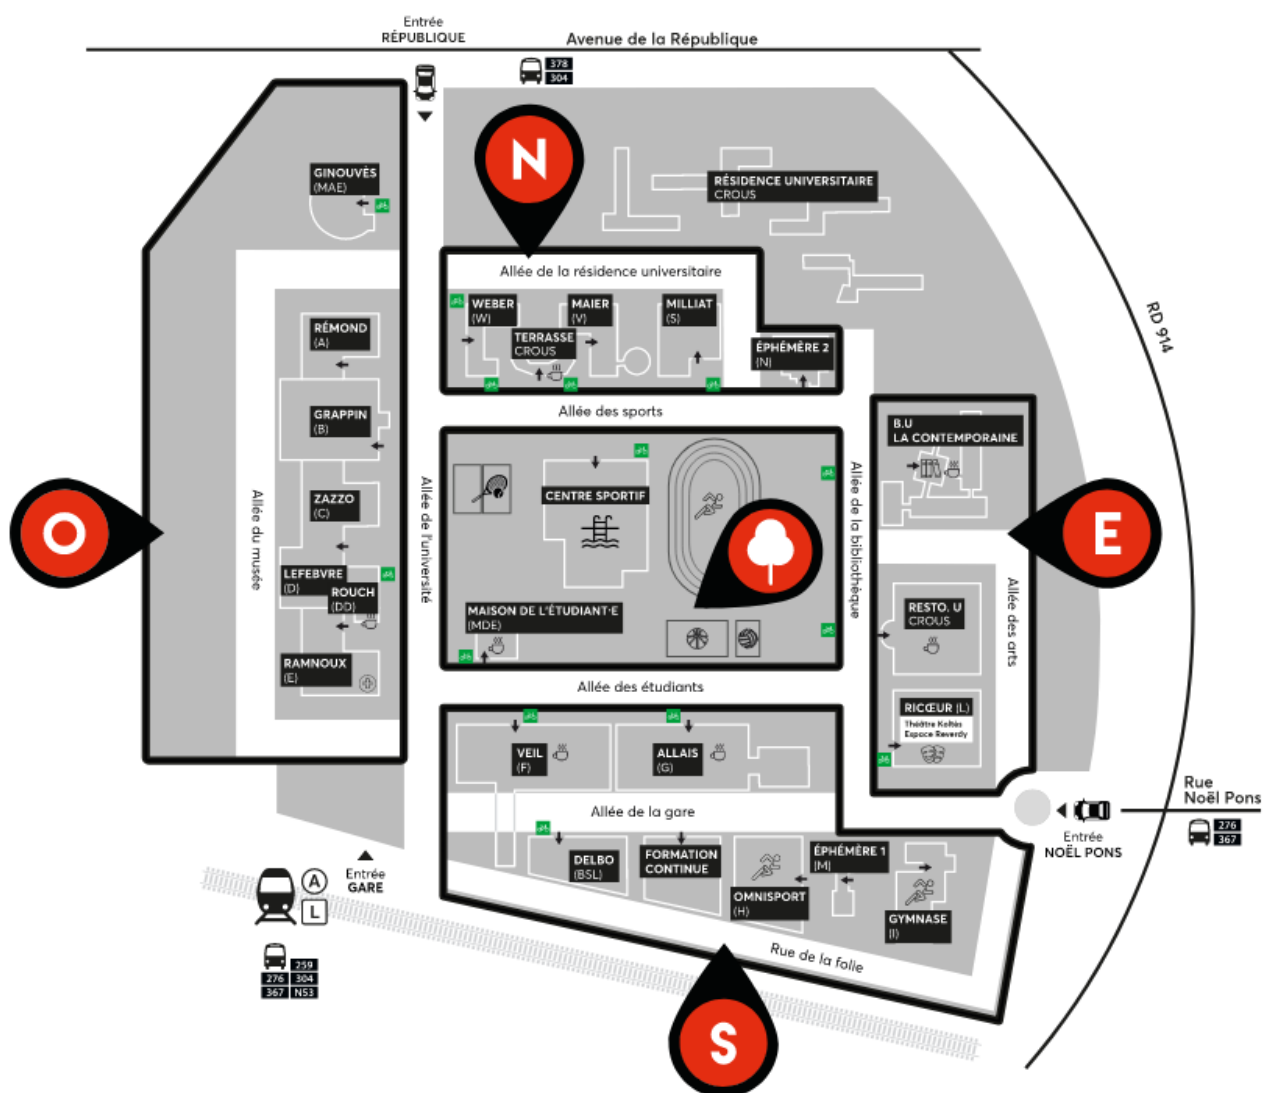 Entrée
RÉPUBLIQUE
Avenue de la République
378
304
N
GINOUVÈS
(MAE)
RÉSIDENCE UNIVERSITAIRE
CROUS
Allée de la résidence universitaire
WEBER
(W)
MAIER
(V)
MILLIAT
(S)
TERRASSE
CROUS
ÉPHÉMÈRE 2
(N)
RÉMOND
(A)
RD 914
Allée des sports
GRAPPIN
(B)
B.U
LA CONTEMPORAINE
ZAZZO
(C)
CENTRE SPORTIF
Allée du musée
Allée de l'université
Allée de la bibliothèque
O
E
LEFEBVRE
(D)
ROUCH
(DD)
MAISON DE L'ÉTUDIANT·E
(MDE)
RESTO. U
CROUS
Allée des arts
RAMNOUX
(E)
Allée des étudiants
RICŒUR (L)
Théâtre Koltès
Espace Reverdy
VEIL
(F)
ALLAIS
(G)
Rue
Noël Pons
276
367
Allée de la gare
Entrée
NOËL PONS
DELBO
(BSL)
FORMATION
CONTINUE
ÉPHÉMÈRE 1
(M)
OMNISPORT
(H)
GYMNASE
(I)
Entrée
GARE
A
L
Rue de la folie
259
276 304
367 N53
S